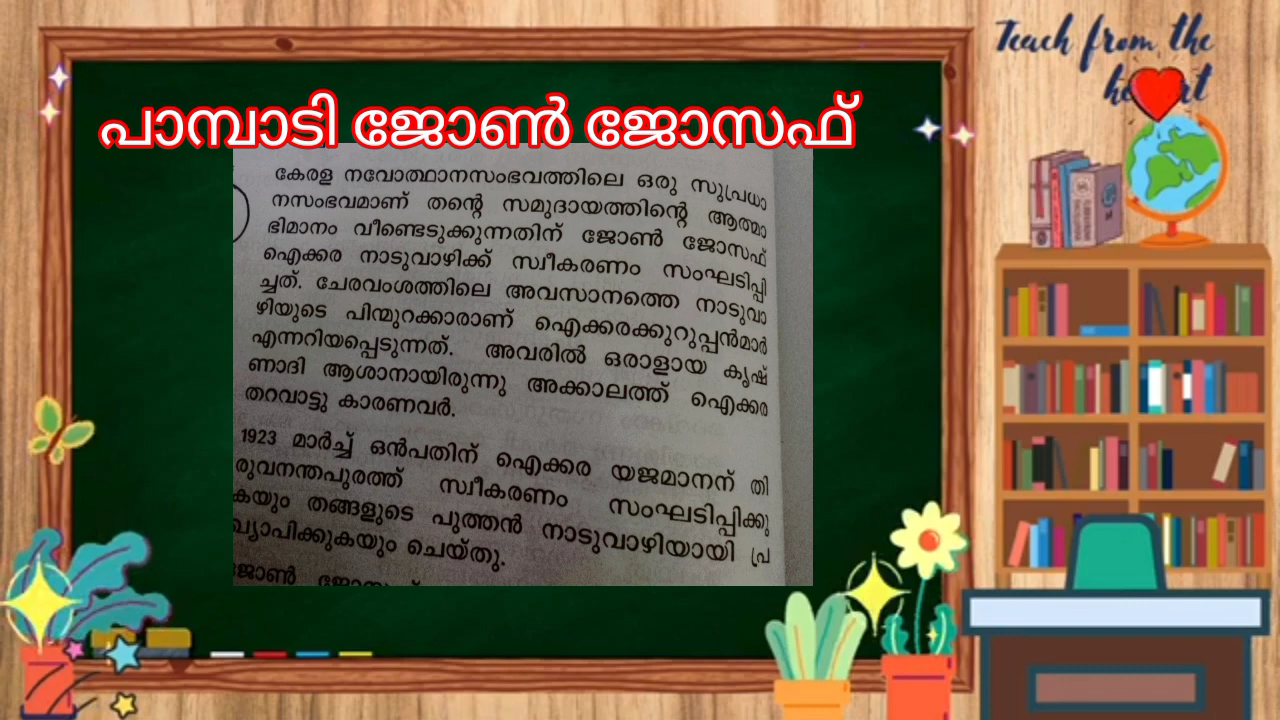 Teach from the
heart
പാമ്പാടി ജോൺ ജോസഫ്
കേരള നവോത്ഥാനസംഭവത്തിലെ ഒരു സുപ്രധാ
നസംഭവമാണ് തന്റെ സമുദായത്തിന്റെ ആത്മാ
ഭിമാനം വീണ്ടെടുക്കുന്നതിന് ജോൺ ജോസഫ്
ഐക്കര നാടുവാഴിക്ക് സ്വീകരണം സംഘടിപ്പി
ച്ചത്. ചേരവംശത്തിലെ അവസാനത്തെ നാടുവാ
ഴിയുടെ പിന്മുറക്കാരാണ് ഐക്കരക്കുറുപ്പൻമാർ
എന്നറിയപ്പെടുന്നത്. അവരിൽ ഒരാളായ കൃഷ്
ണാദി ആശാനായിരുന്നു അക്കാലത്ത് ഐക്കര
തറവാട്ടു കാരണവർ.
1923 മാർച്ച് ഒൻപതിന് ഐക്കര യജമാനന് തി
രുവനന്തപുരത്ത് സ്വീകരണം സംഘടിപ്പിക്കു
കയും തങ്ങളുടെ പുത്തൻ നാടുവാഴിയായി പ്ര
ഖ്യാപിക്കുകയും ചെയ്തു.
ജോൺ